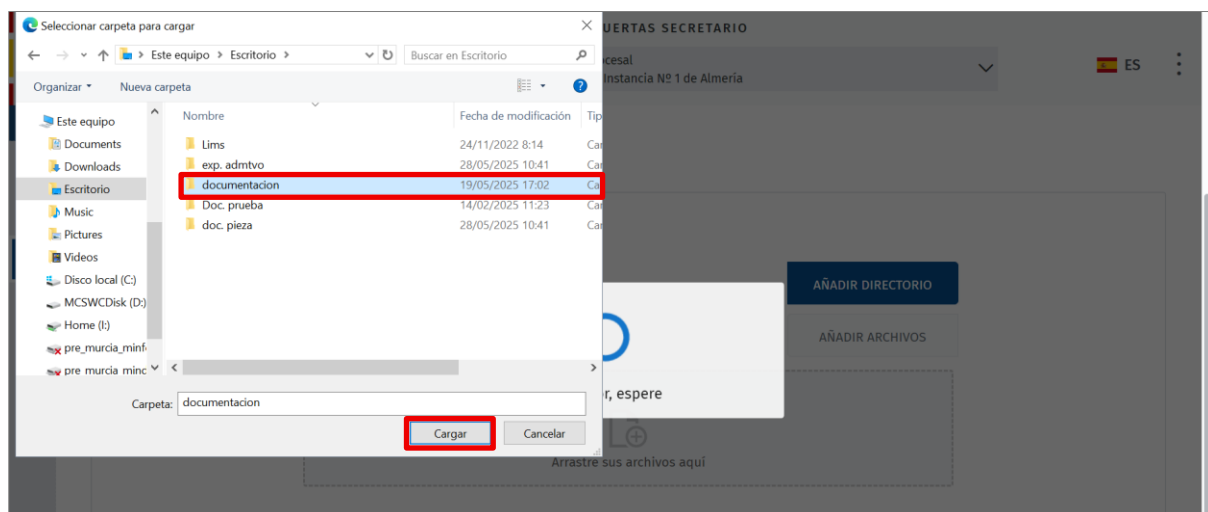 Seleccionar carpeta para cargar
UERTAS SECRETARIO
Este equipo > Escritorio >
Buscar en Escritorio
Instancia Nº 1 de Almería
ES
Organizar
Nueva carpeta
Nombre
Fecha de modificación
Este equipo
Documents
Downloads
Escritorio
Music
Pictures
Videos
Disco local (C:)
MCSWCDisk (D:)
Home (I:)
Lims 24/11/2022 8:14
exp. admtvo 28/05/2025 10:41
documentacion 19/05/2025 17:02
Doc. prueba 14/02/2025 11:23
doc. pieza 28/05/2025 10:41
AÑADIR DIRECTORIO
AÑADIR ARCHIVOS
r, espere
Carpeta: documentacion
Cargar
Cancelar
Arrastre sus archivos aquí